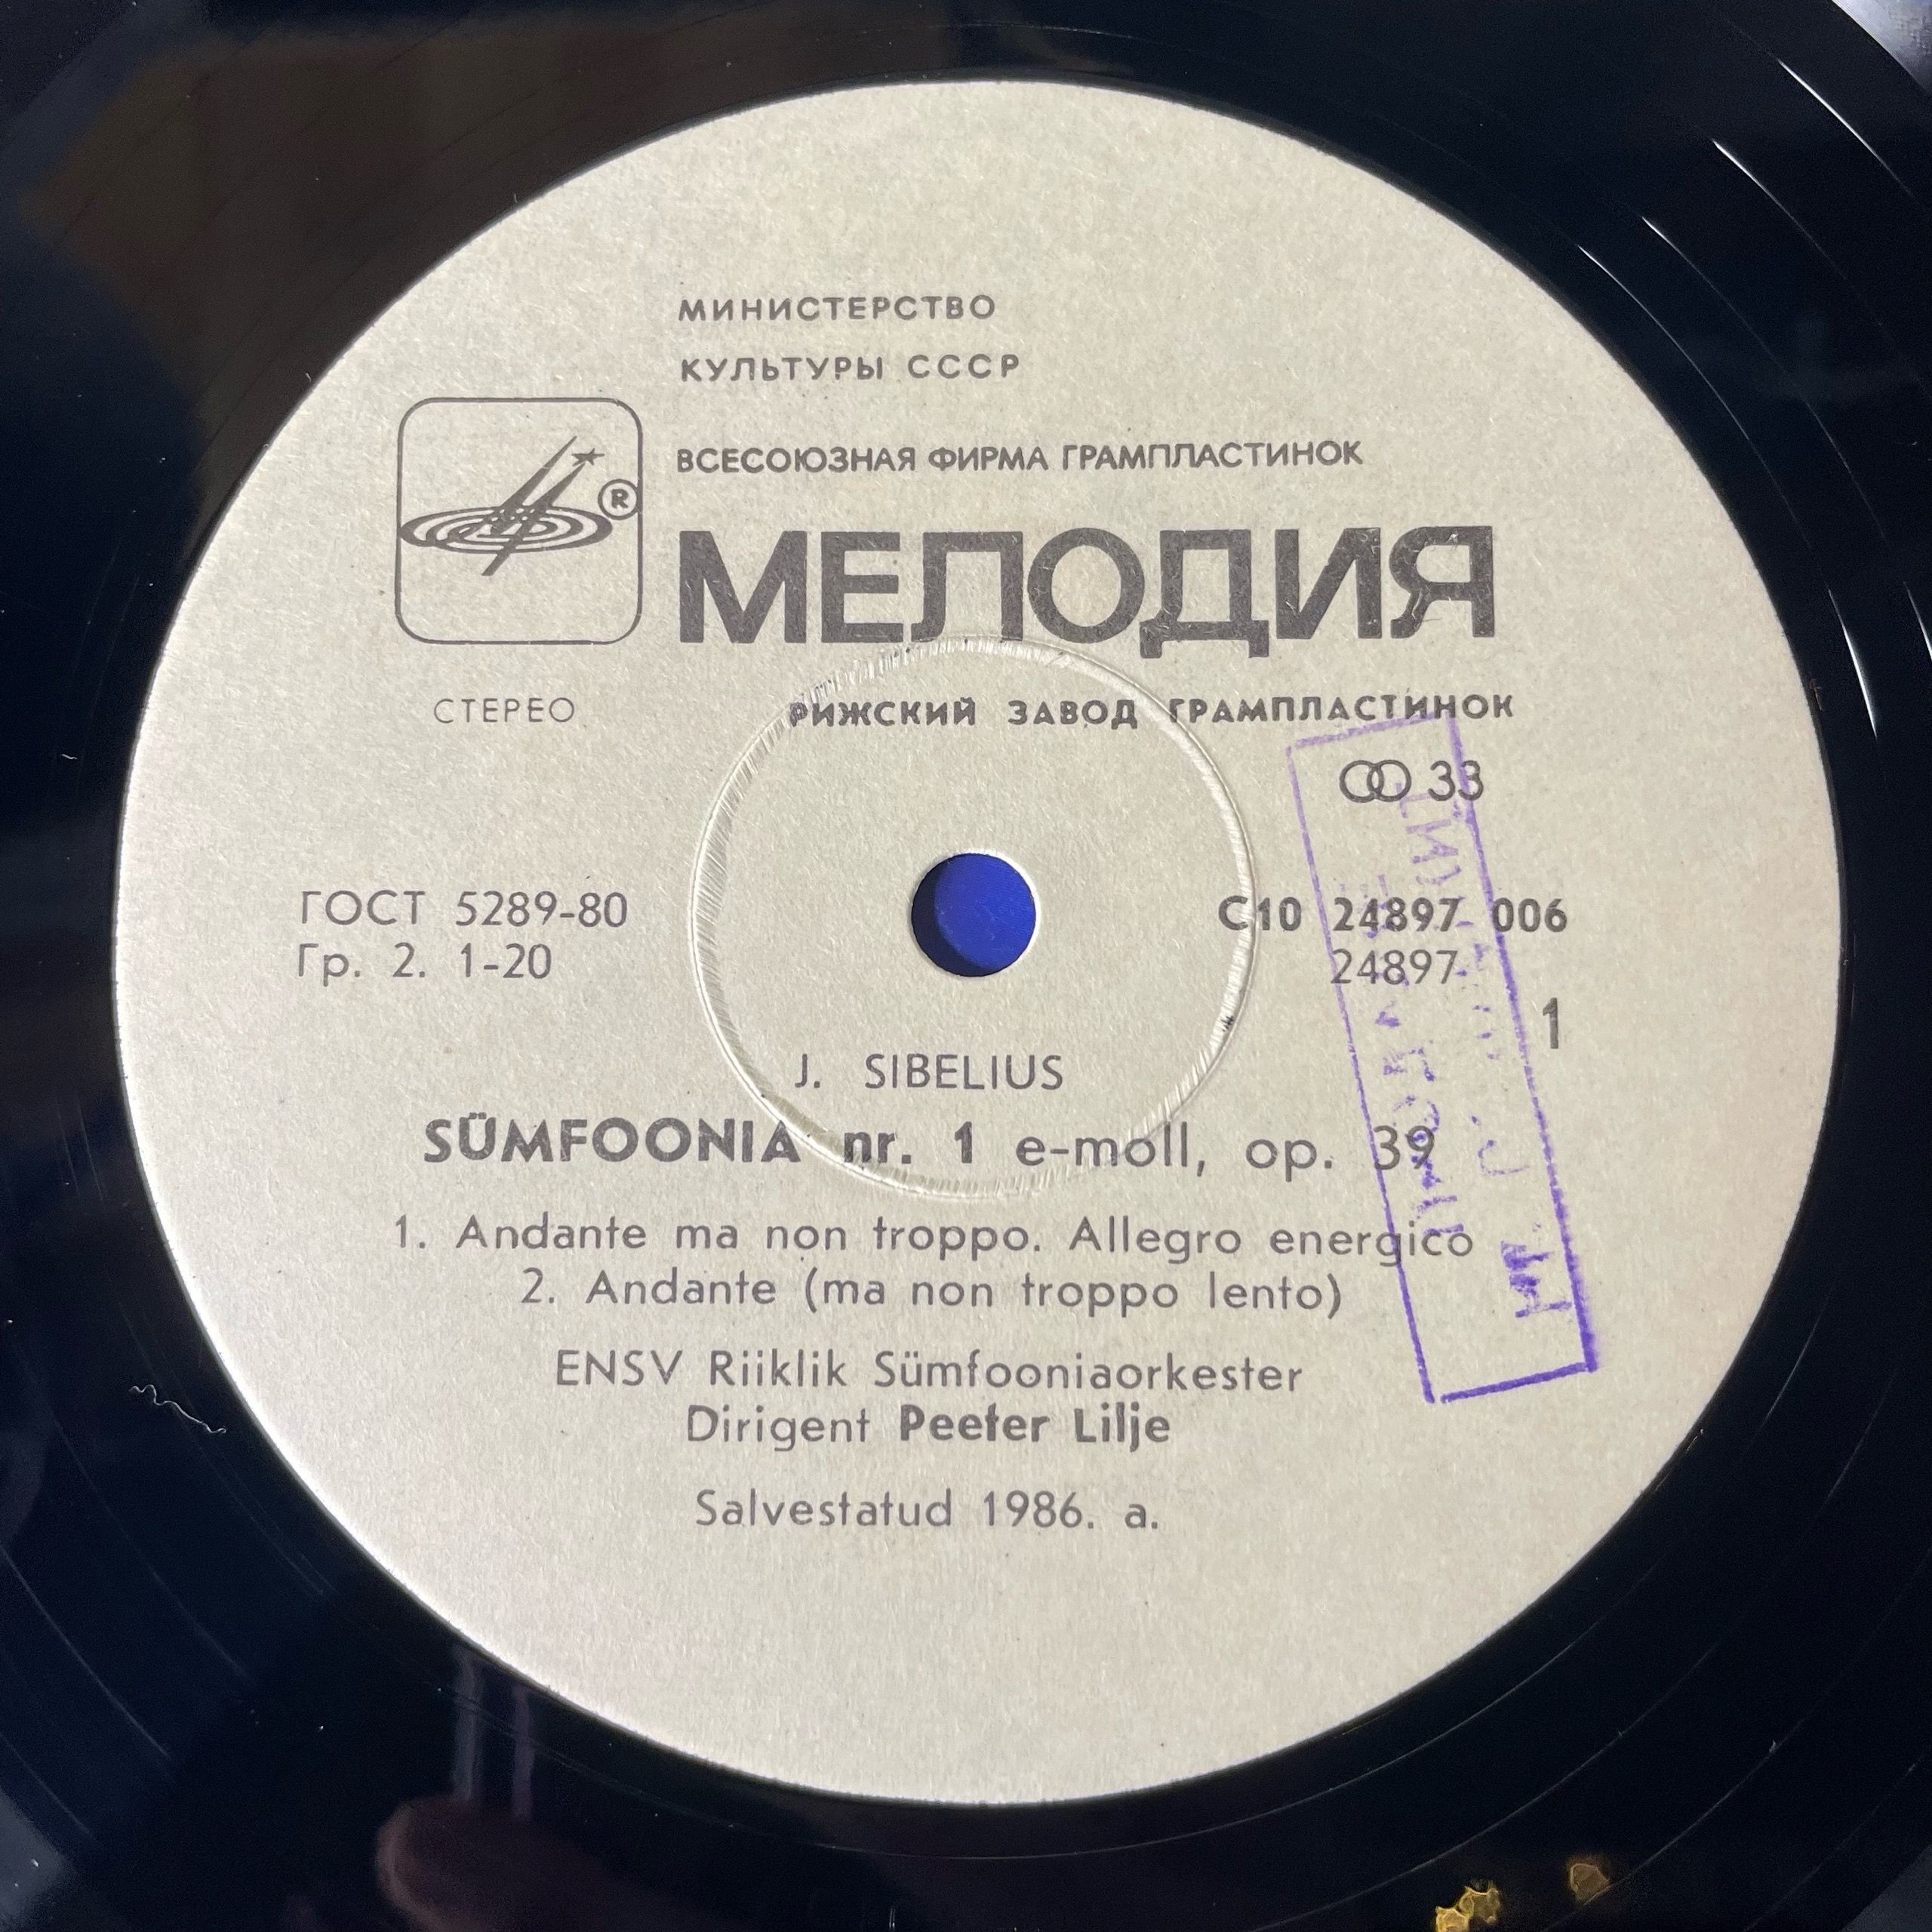 МИНИСТЕРСТВО
КУЛЬТУРЫ СССР
ВСЕСОЮЗНАЯ ФИРМА ГРАМПЛАСТИНОК
®
МЕЛОДИЯ
СТЕРЕО
РИЖСКИЙ ЗАВОД ГРАМПЛАСТИНОК
33
ГОСТ 5289-80
Гр. 2. 1-20
С10 24897 006
24897
1
J. SIBELIUS
SÜMFOONIA nr. 1 e-moll, op. 39
1. Andante ma non troppo. Allegro energico
2. Andante (ma non troppo lento)
ENSV Riiklik Sümfooniaorkester
Dirigent Peeter Lilje
Salvestatud 1986. a.